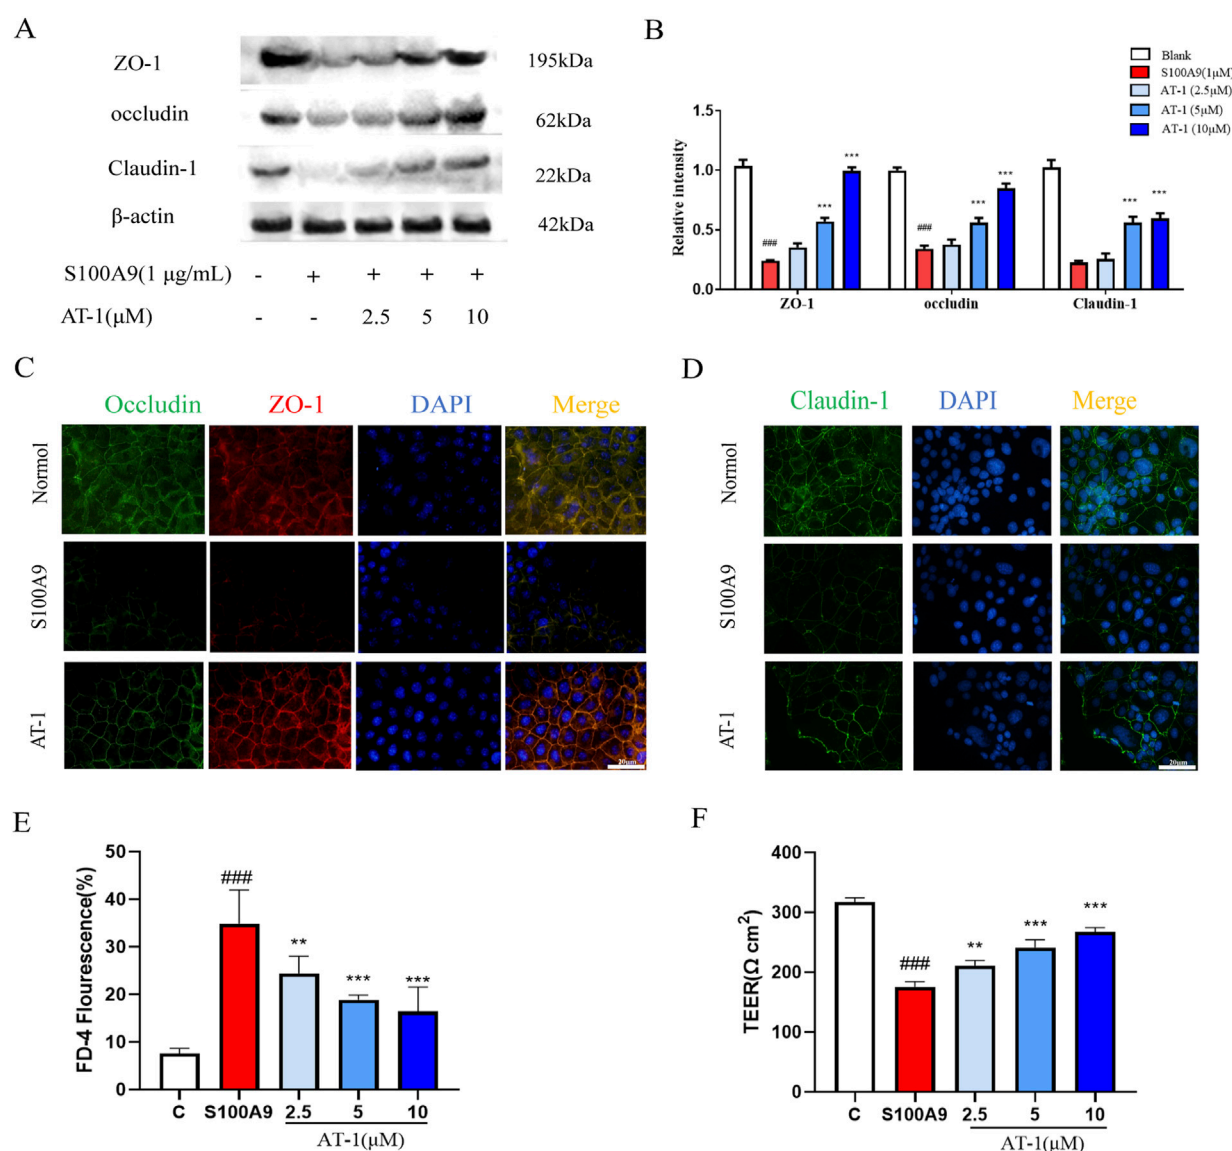 A
ZO-1
195kDa
occludin
62kDa
Claudin-1
22kDa
β-actin
42kDa
S100A9(1 μg/mL) - + + + +
AT-1(μM) - - 2.5 5 10
B
Blank
S100A9(1μM)
AT-1 (2.5μM)
AT-1 (5μM)
AT-1 (10μM)
Relative intensity
1.5
1.0
0.5
0.0
### *** ***
### *** ***
*** ***
ZO-1 occludin Claudin-1
C
Occludin ZO-1 DAPI Merge
Normol
S100A9
AT-1
20μm
D
Claudin-1 DAPI Merge
Normol
S100A9
AT-1
20μm
E
FD-4 Flourescence(%)
50
40
30
20
10
0
### ** *** ***
C S100A9 2.5 5 10
AT-1(μM)
F
TEER(Ω cm²)
400
300
200
100
0
### ** *** ***
C S100A9 2.5 5 10
AT-1(μM)